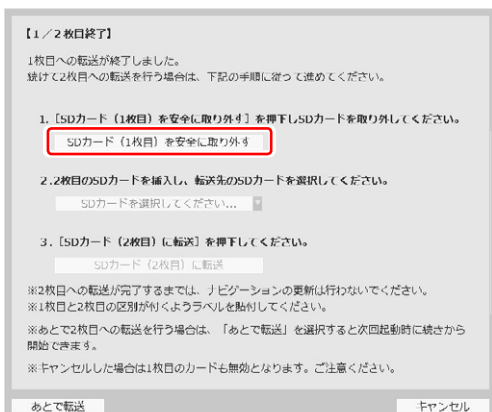 【1／2枚目終了】
1枚目への転送が終了しました。
続けて2枚目への転送を行う場合は、下記の手順に従って進めてください。
1.［SDカード（1枚目）を安全に取り外す］を押下しSDカードを取り外してください。
SDカード（1枚目）を安全に取り外す
2.2枚目のSDカードを挿入し、転送先のSDカードを選択してください。
SDカードを選択してください...
3.［SDカード（2枚目）に転送］を押下してください。
SDカード（2枚目）に転送
※2枚目への転送が完了するまでは、ナビゲーションの更新は行わないでください。
※1枚目と2枚目の区別が付くようラベルを貼付してください。
※あとで2枚目への転送を行う場合は、「あとで転送」を選択すると次回起動時に続きから
開始できます。
※キャンセルした場合は1枚目のカードも無効となります。ご注意ください。
あとで転送
キャンセル